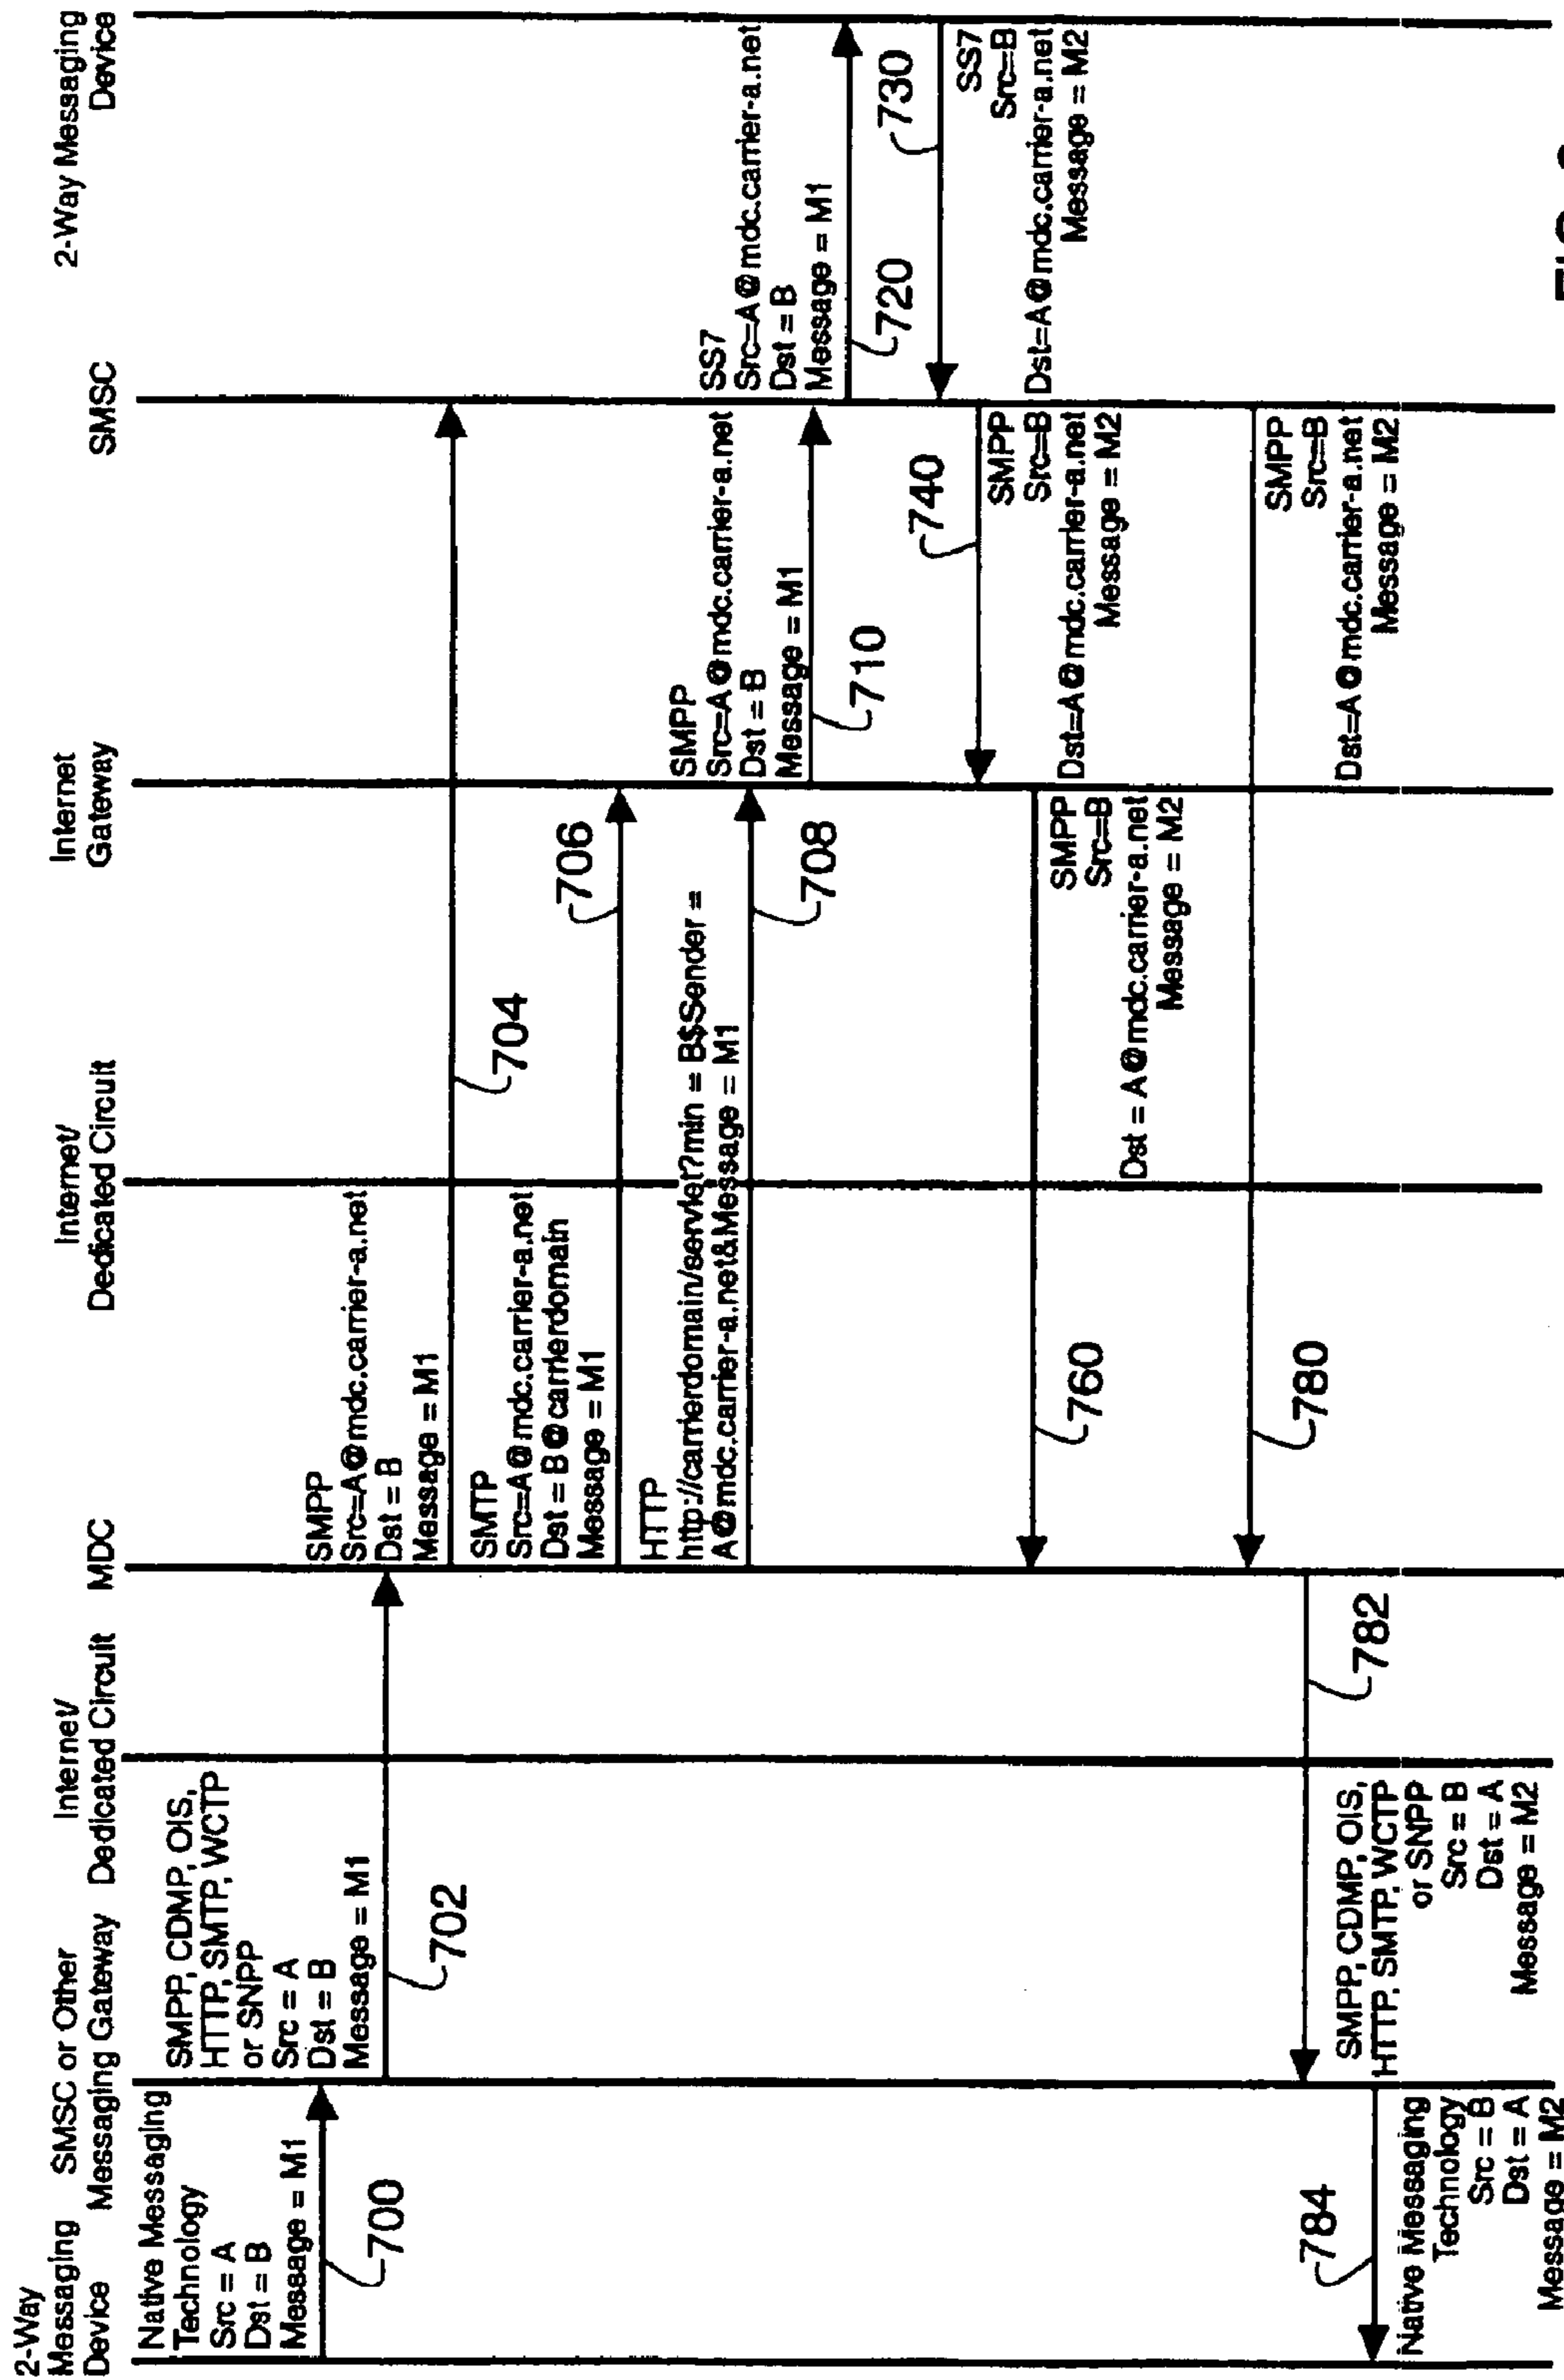 2-Way
Messaging
Device
SMSC or Other
Messaging Gateway
Internet/
Dedicated Circuit
MDC
Internet/
Dedicated Circuit
Internet
Gateway
SMSC
2-Way Messaging
Device
Native Messaging
Technology
Src = A
Dst = B
Message = M1
700
SMPP, CDMP, OIS,
HTTP, SMTP, WCTP
or SNPP
Src = A
Dst = B
Message = M1
702
SMPP
Src=A@mdc.carrier-a.net
Dst = B
Message = M1
704
SMTP
Src=A@mdc.carrier-a.net
Dst = B@carrierdomain
Message = M1
706
HTTP
http://carrierdomain/servlet?min = B$Sender =
A@mdc.carrier-a.net&Message = M1
708
SMPP
Src=A@mdc.carrier-a.net
Dst = B
Message = M1
710
SS7
Src=A@mdc.carrier-a.net
Dst = B
Message = M1
720
730
SS7
Src=B
Dst=A@mdc.carrier-a.net
Message = M2
740
SMPP
Src=B
Dst=A@mdc.carrier-a.net
Message = M2
760
SMPP
Src=B
Dst = A@mdc.carrier-a.net
Message = M2
780
SMPP
Src=B
Dst=A@mdc.carrier-a.net
Message = M2
782
SMPP, CDMP, OIS,
HTTP, SMTP, WCTP
or SNPP
Src = B
Dst = A
Message = M2
784
Native Messaging
Technology
Src = B
Dst = A
Message = M2